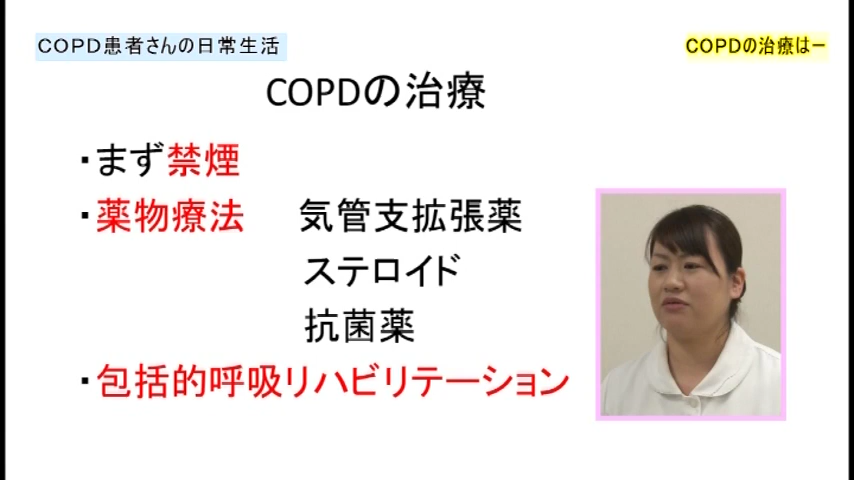 COPD患者さんの日常生活
COPDの治療はー
COPDの治療
・まず禁煙
・薬物療法 気管支拡張薬
ステロイド
抗菌薬
・包括的呼吸リハビリテーション